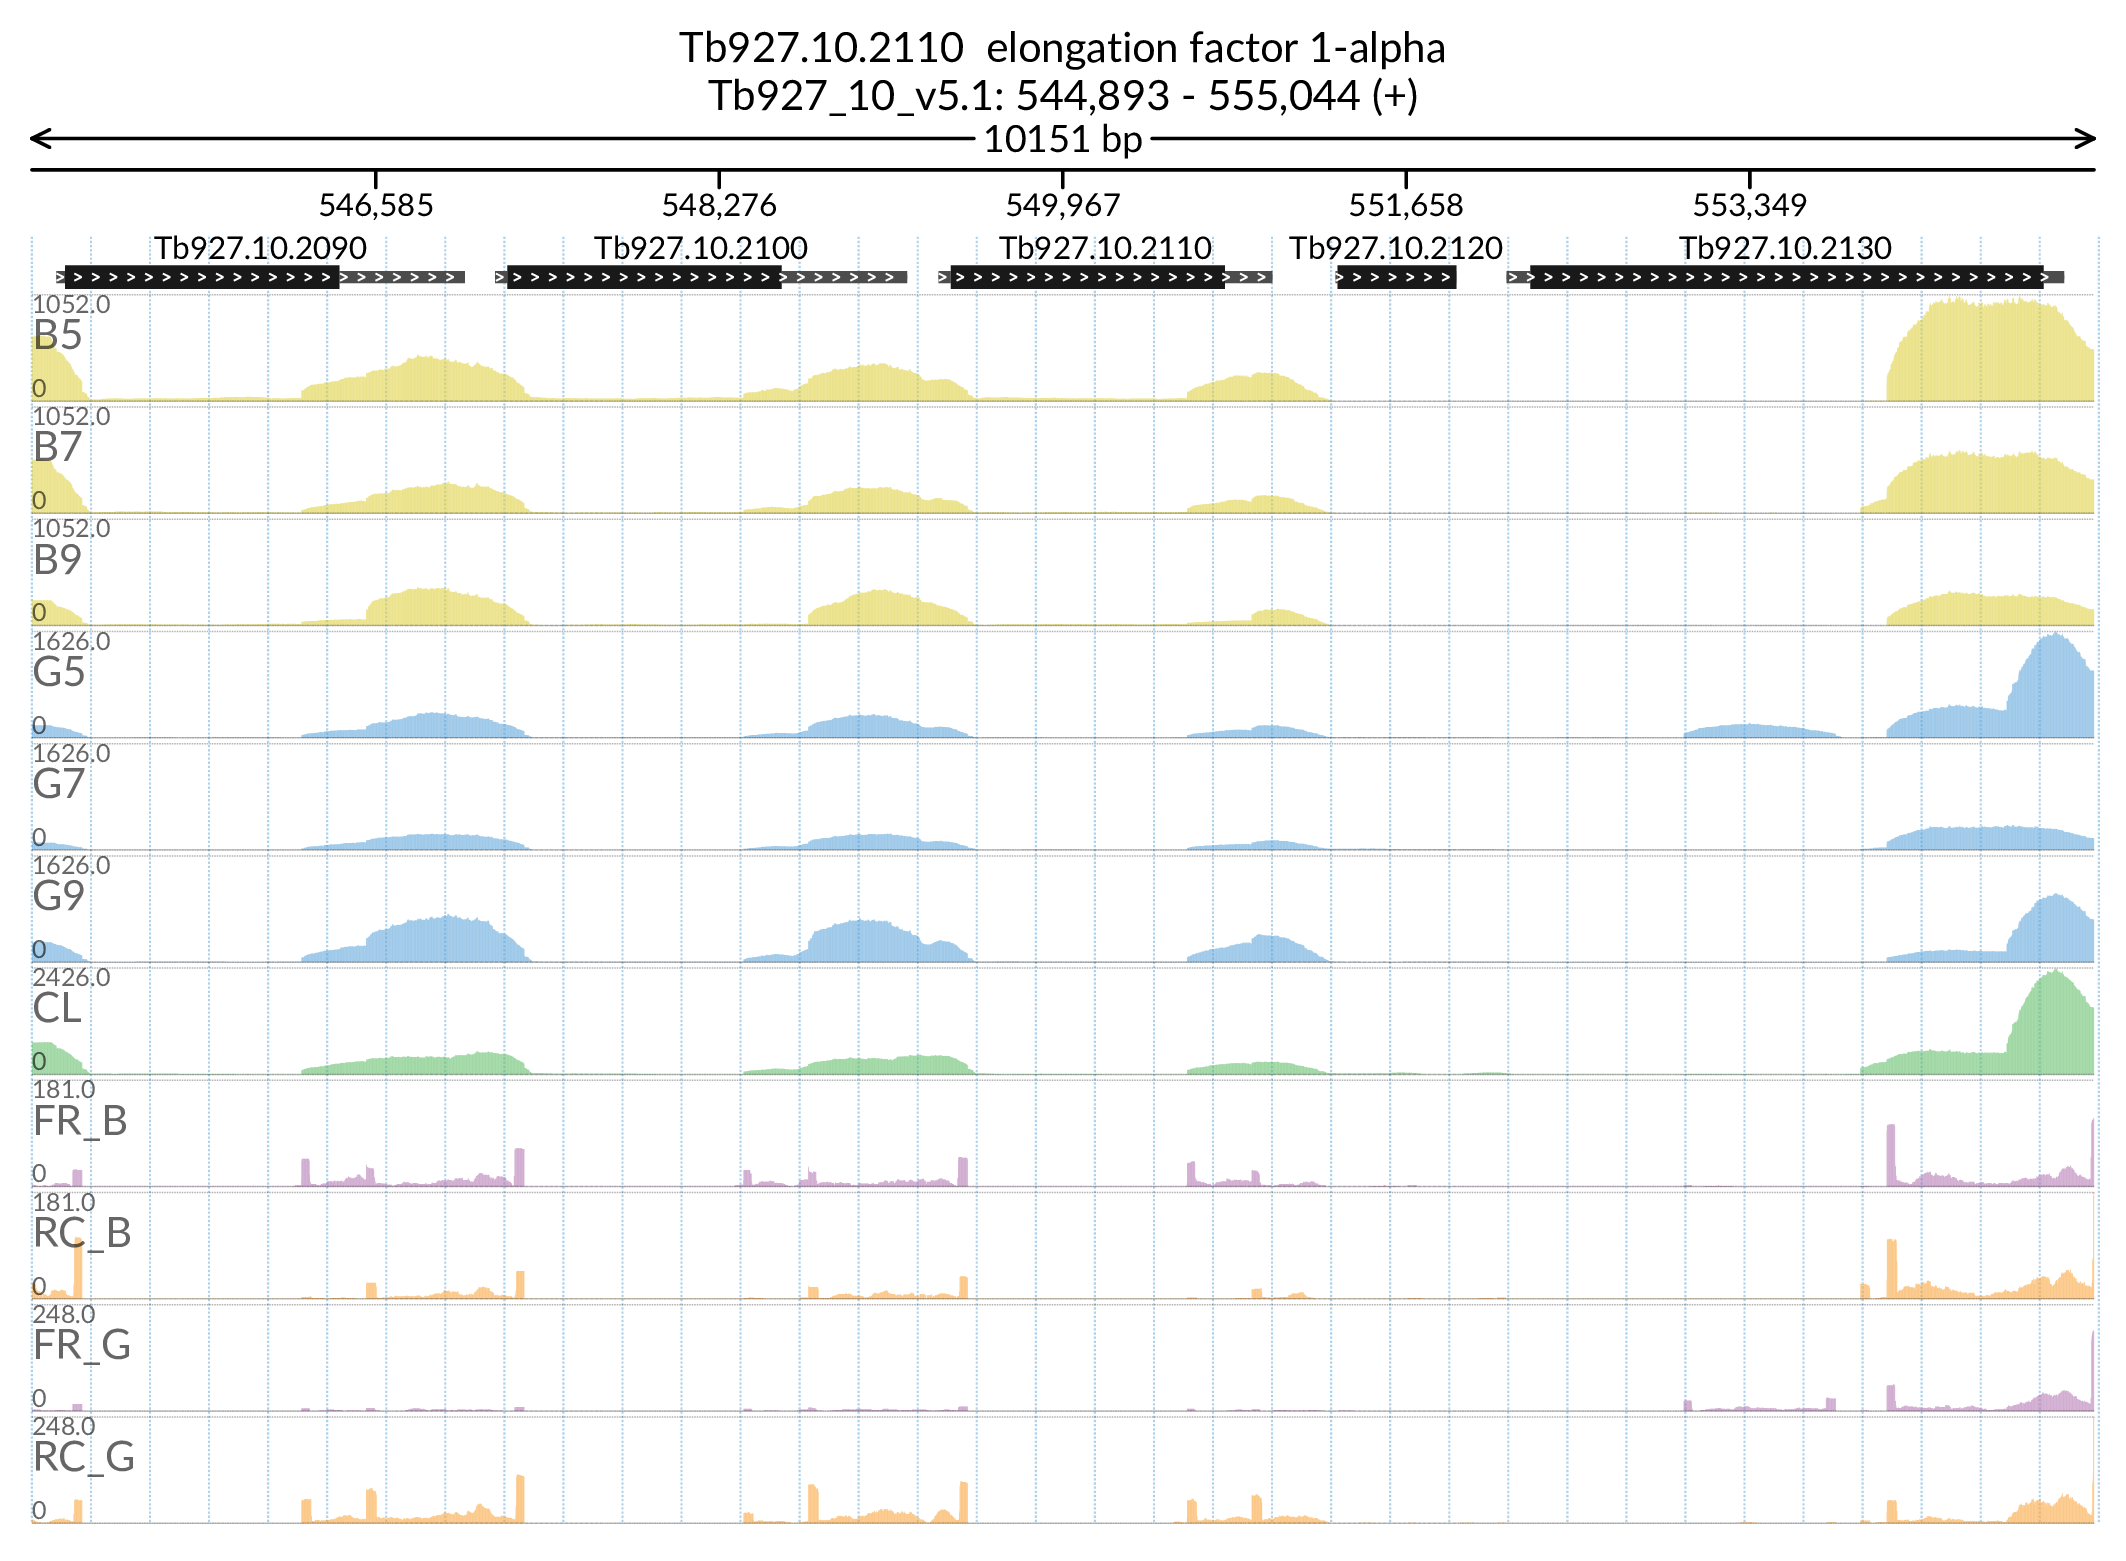 Tb927.10.2110  elongation factor 1-alpha
Tb927_10_v5.1: 544,893 - 555,044 (+)
10151 bp
546,585 548,276 549,967 551,658 553,349
Tb927.10.2090 Tb927.10.2100 Tb927.10.2110 Tb927.10.2120 Tb927.10.2130
1052.0
B5
0
1052.0
B7
0
1052.0
B9
0
1626.0
G5
0
1626.0
G7
0
1626.0
G9
0
2426.0
CL
0
181.0
FR_B
0
181.0
RC_B
0
248.0
FR_G
0
248.0
RC_G
0